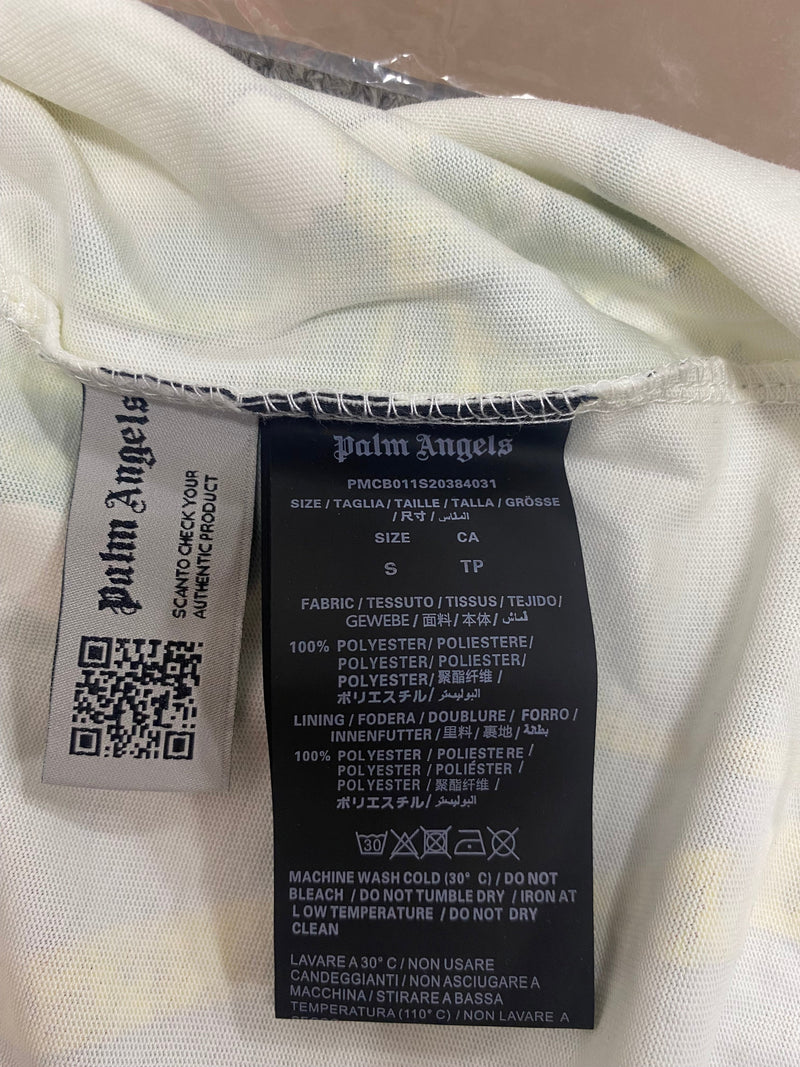 Palm Angels
SCANTO CHECK YOUR
AUTHENTIC PRODUCT
Palm Angels
PMCB011S20384031
SIZE / TAGLIA / TAILLE / TALLA / GRÖSSE
/ 尺寸 / المقاس
SIZE CA
S TP
FABRIC / TESSUTO / TISSUS / TEJIDO /
GEWEBE / 面料 / 本体 / قماش
100% POLYESTER / POLIESTERE /
POLYESTER / POLIESTER /
POLYESTER / 聚酯纤维 /
ポリエスチル / البوليستر
LINING / FODERA / DOUBLURE / FORRO /
INNENFUTTER / 里料 / 裏地 / بطانة
100% POLYESTER / POLIESTERE /
POLYESTER / POLIÉSTER /
POLYESTER / 聚酯纤维 /
ポリエスチル / البوليستر
30
MACHINE WASH COLD (30° C) / DO NOT
BLEACH / DO NOT TUMBLE DRY / IRON AT
LOW TEMPERATURE / DO NOT DRY
CLEAN
LAVARE A 30° C / NON USARE
CANDEGGIANTI / NON ASCIUGARE A
MACCHINA / STIRARE A BASSA
TEMPERATURA (110° C) / NON LAVARE A